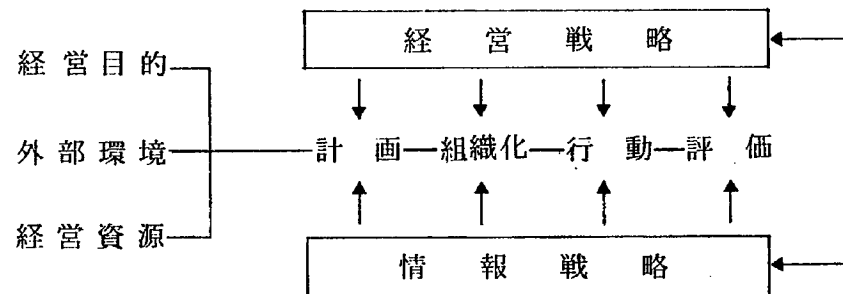 経営戦略
経営目的
外部環境
計画―組織化―行動―評価
経営資源
情報戦略